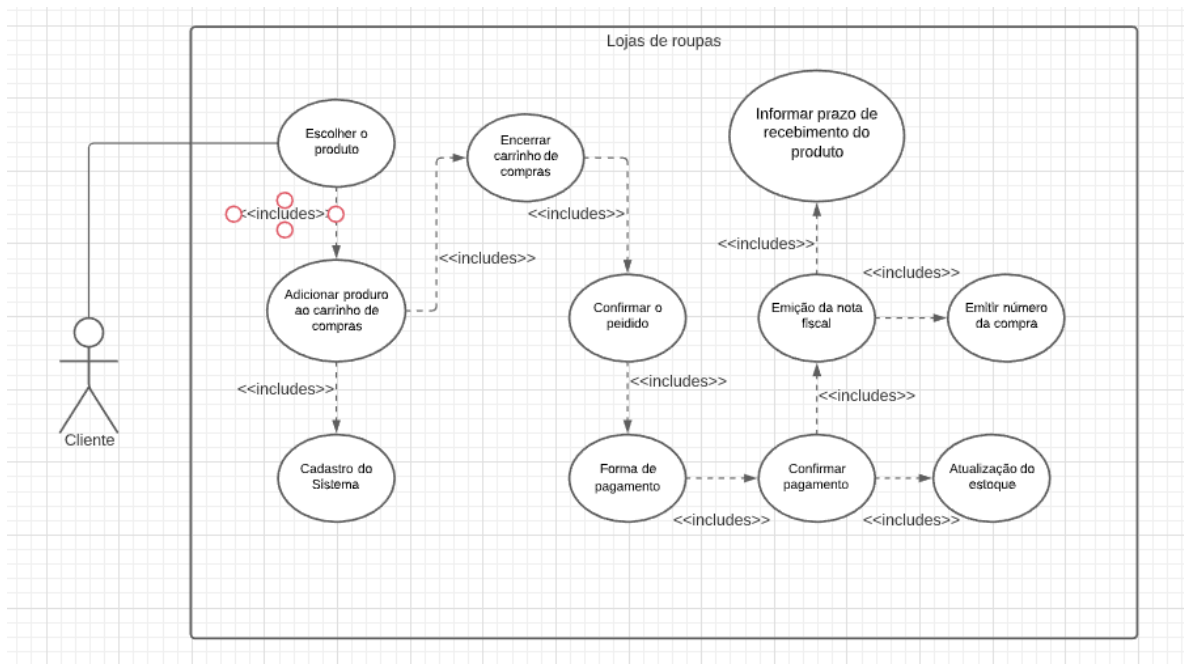 Lojas de roupas
Escolher o
produto
<<includes>>
Adicionar produro
ao carrinho de
compras
<<includes>>
Cadastro do
Sistema
Cliente
<<includes>>
Encerrar
carrinho de
compras
<<includes>>
Confirmar o
peidido
<<includes>>
Forma de
pagamento
<<includes>>
Confirmar
pagamento
<<includes>>
Atualização do
estoque
<<includes>>
Emição da nota
fiscal
<<includes>>
Emitir número
da compra
<<includes>>
Informar prazo de
recebimento do
produto